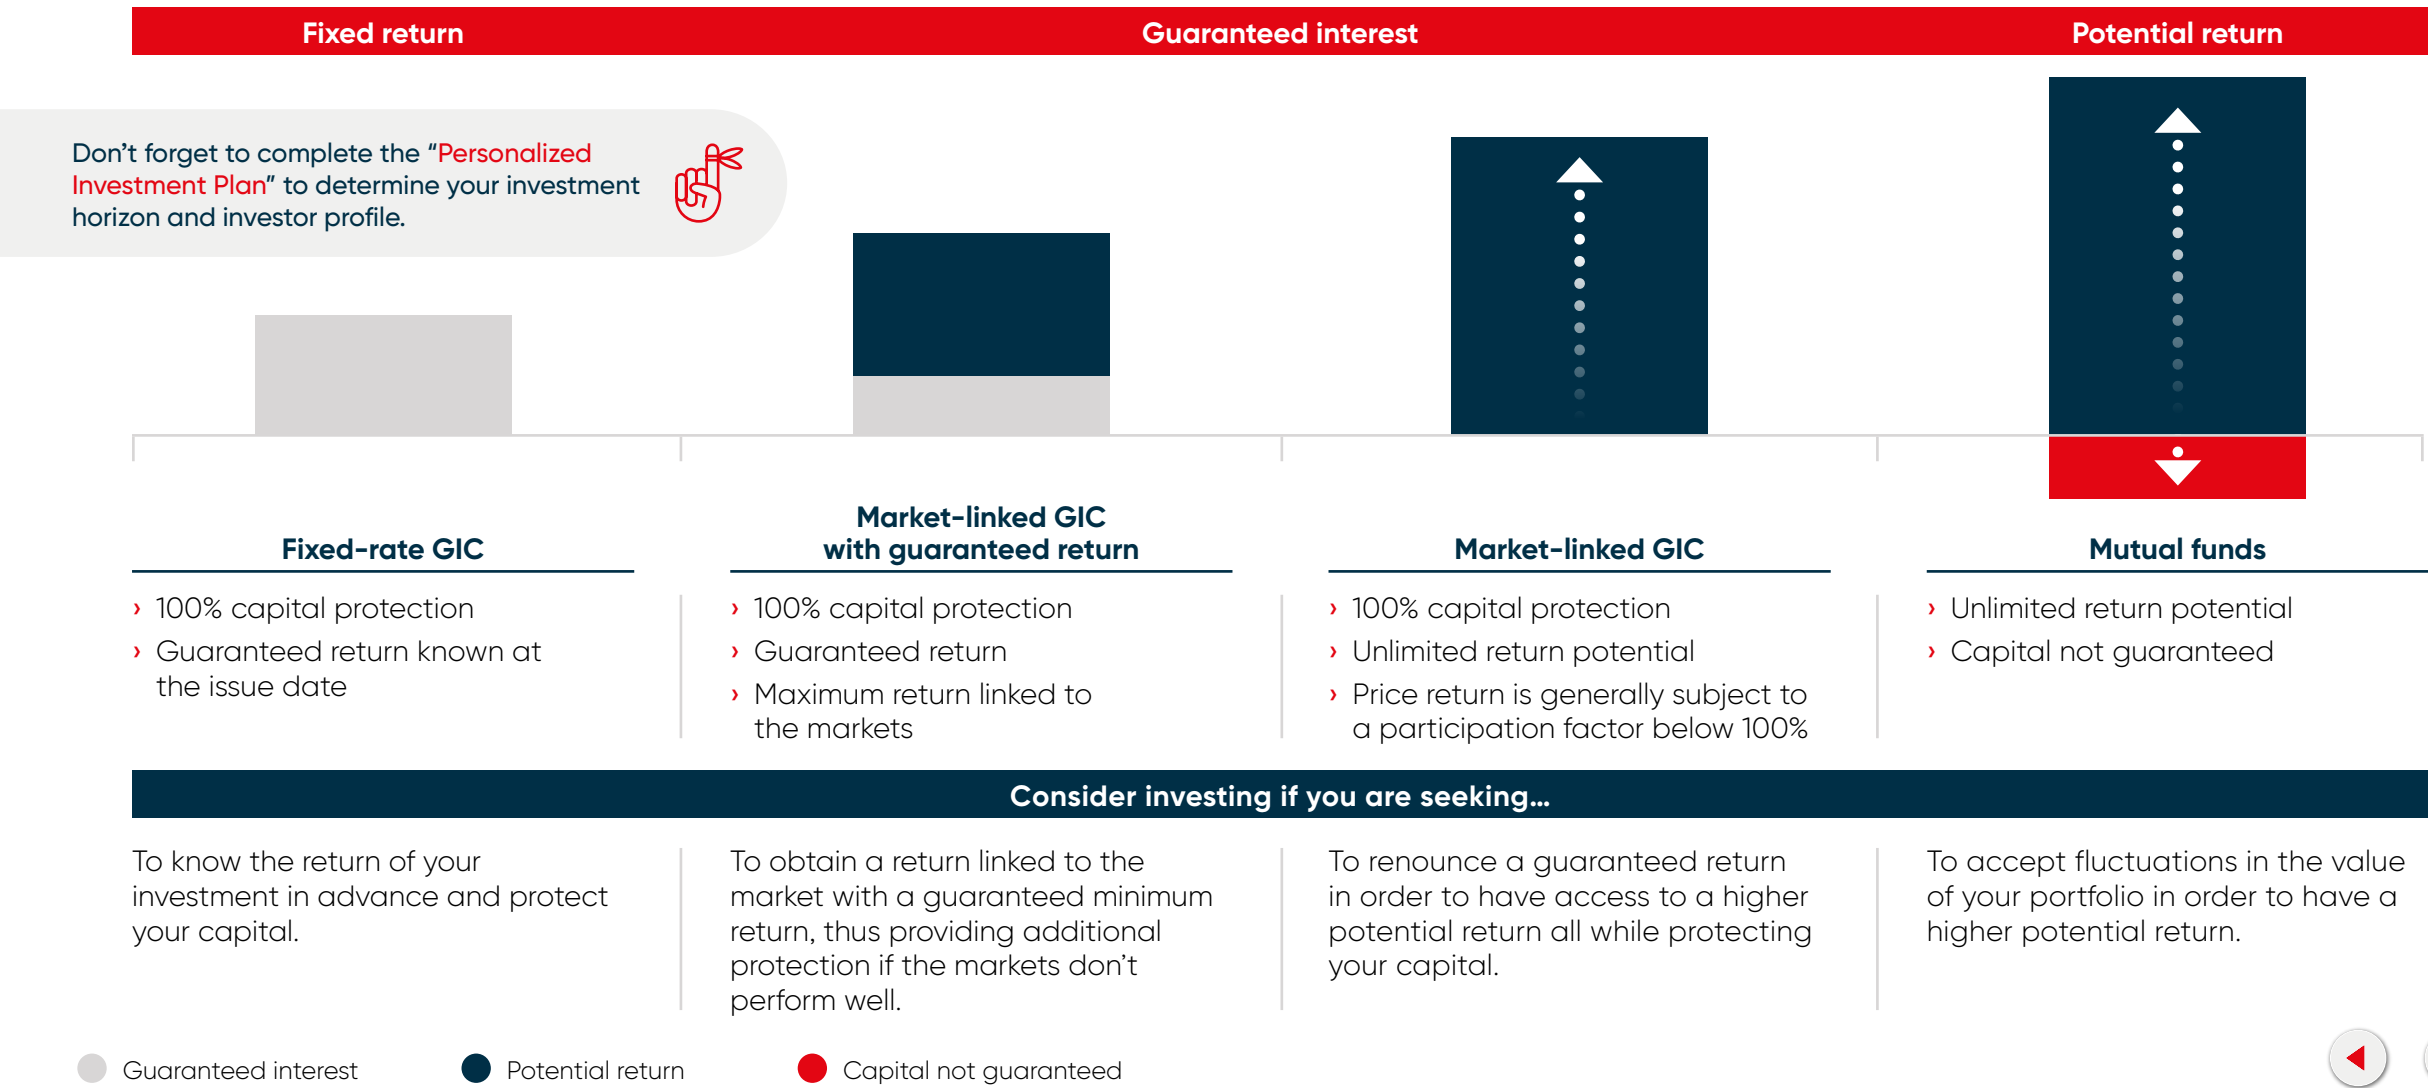 Fixed return
Guaranteed interest
Potential return
Don't forget to complete the “Personalized
Investment Plan” to determine your investment
horizon and investor profile.
Fixed-rate GIC
› 100% capital protection
› Guaranteed return known at
the issue date
Market-linked GIC
with guaranteed return
› 100% capital protection
› Guaranteed return
› Maximum return linked to
the markets
Market-linked GIC
› 100% capital protection
› Unlimited return potential
› Price return is generally subject to
a participation factor below 100%
Mutual funds
› Unlimited return potential
› Capital not guaranteed
Consider investing if you are seeking…
To know the return of your
investment in advance and protect
your capital.
To obtain a return linked to the
market with a guaranteed minimum
return, thus providing additional
protection if the markets don't
perform well.
To renounce a guaranteed return
in order to have access to a higher
potential return all while protecting
your capital.
To accept fluctuations in the value
of your portfolio in order to have a
higher potential return.
Guaranteed interest
Potential return
Capital not guaranteed